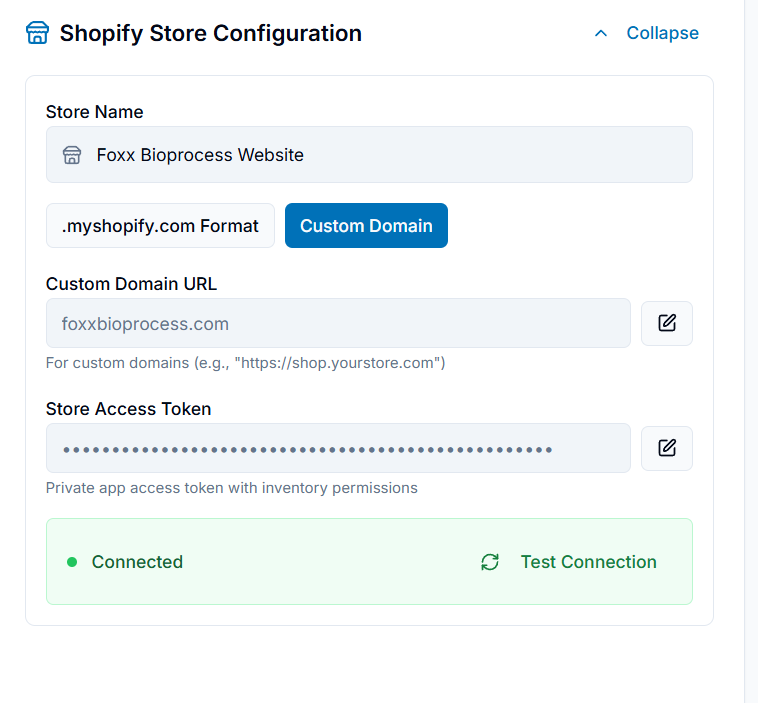 Shopify Store Configuration
Collapse
Store Name
Foxx Bioprocess Website
.myshopify.com Format
Custom Domain
Custom Domain URL
foxxbioprocess.com
For custom domains (e.g., "https://shop.yourstore.com")
Store Access Token
••••••••••••••••••••••••••••••••••••••••••••••••••
Private app access token with inventory permissions
Connected
Test Connection